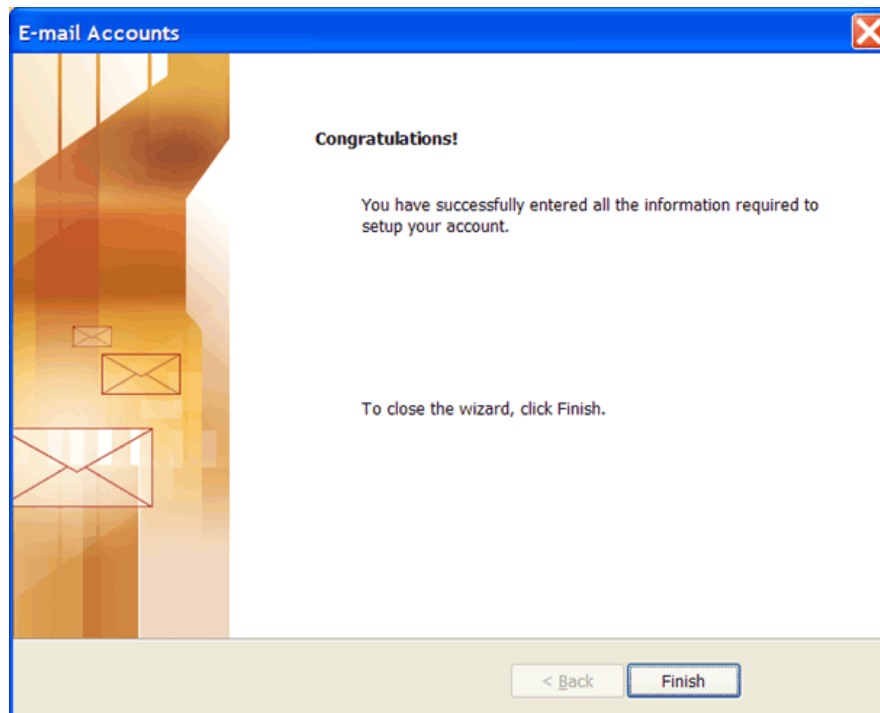 E-mail Accounts
Congratulations!
You have successfully entered all the information required to
setup your account.
To close the wizard, click Finish.
< Back
Finish